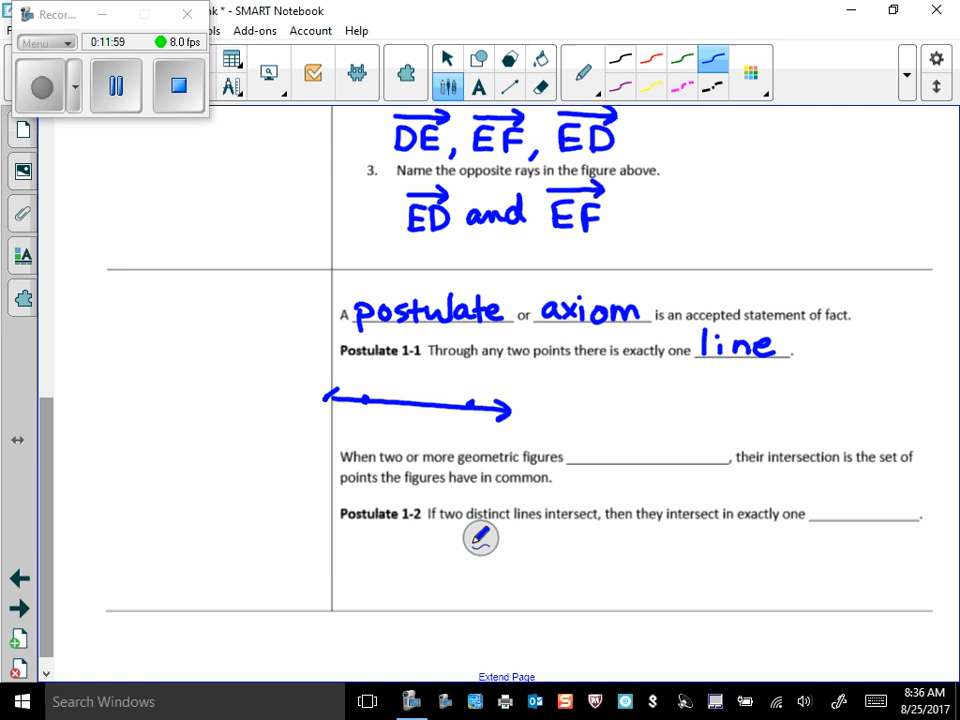 Recor...
nk * - SMART Notebook
Menu
0:11:59
8.0 fps
ols Add-ons Account Help
DE, EF, ED
3. Name the opposite rays in the figure above.
ED and EF
A postulate or axiom is an accepted statement of fact.
Postulate 1-1 Through any two points there is exactly one line.
When two or more geometric figures ____________________, their intersection is the set of
points the figures have in common.
Postulate 1-2 If two distinct lines intersect, then they intersect in exactly one ______________.
Extend Page
Search Windows
8:36 AM
8/25/2017